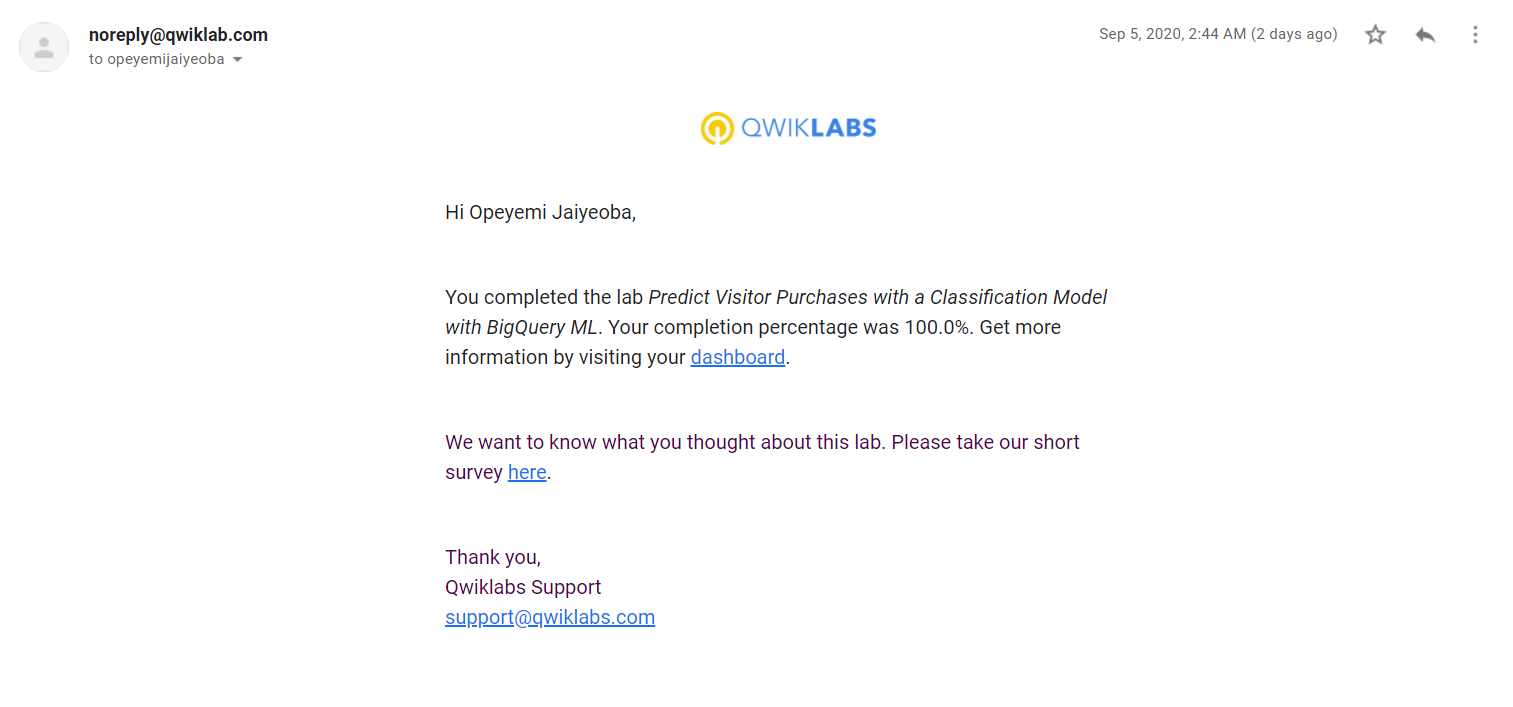 noreply@qwiklab.com
Sep 5, 2020, 2:44 AM (2 days ago)
to opeyemijaiyeoba
QWIKLABS
Hi Opeyemi Jaiyeoba,
You completed the lab Predict Visitor Purchases with a Classification Model
with BigQuery ML. Your completion percentage was 100.0%. Get more
information by visiting your dashboard.
We want to know what you thought about this lab. Please take our short
survey here.
Thank you,
Qwiklabs Support
support@qwiklabs.com